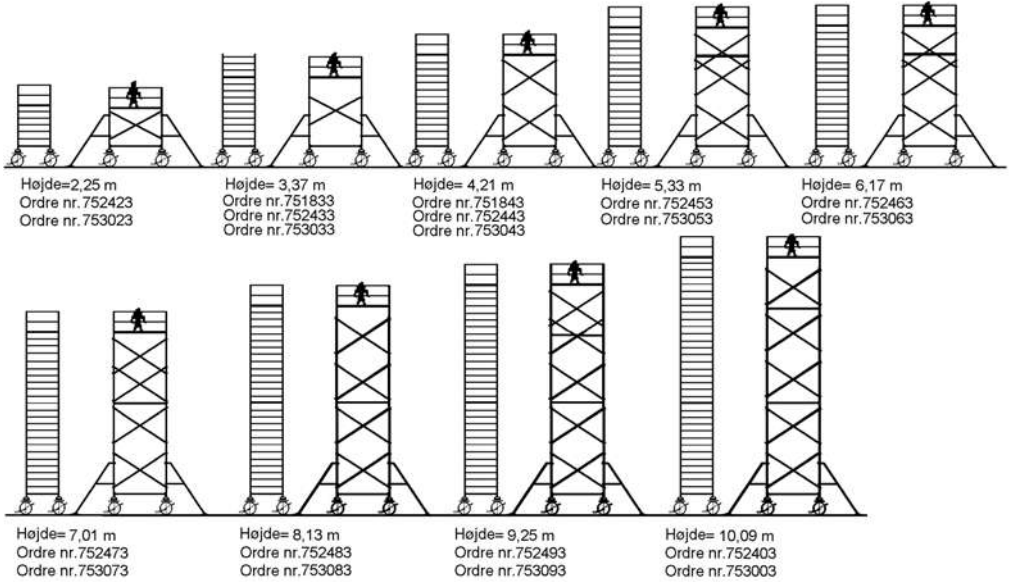 Højde=2,25 m
Ordre nr.752423
Ordre nr.753023
Højde= 3,37 m
Ordre nr.751833
Ordre nr.752433
Ordre nr.753033
Højde= 4,21 m
Ordre nr.751843
Ordre nr.752443
Ordre nr.753043
Højde= 5,33 m
Ordre nr.752453
Ordre nr.753053
Højde= 6,17 m
Ordre nr.752463
Ordre nr.753063
Højde= 7,01 m
Ordre nr.752473
Ordre nr.753073
Højde= 8,13 m
Ordre nr.752483
Ordre nr.753083
Højde= 9,25 m
Ordre nr.752493
Ordre nr.753093
Højde= 10,09 m
Ordre nr.752403
Ordre nr.753003